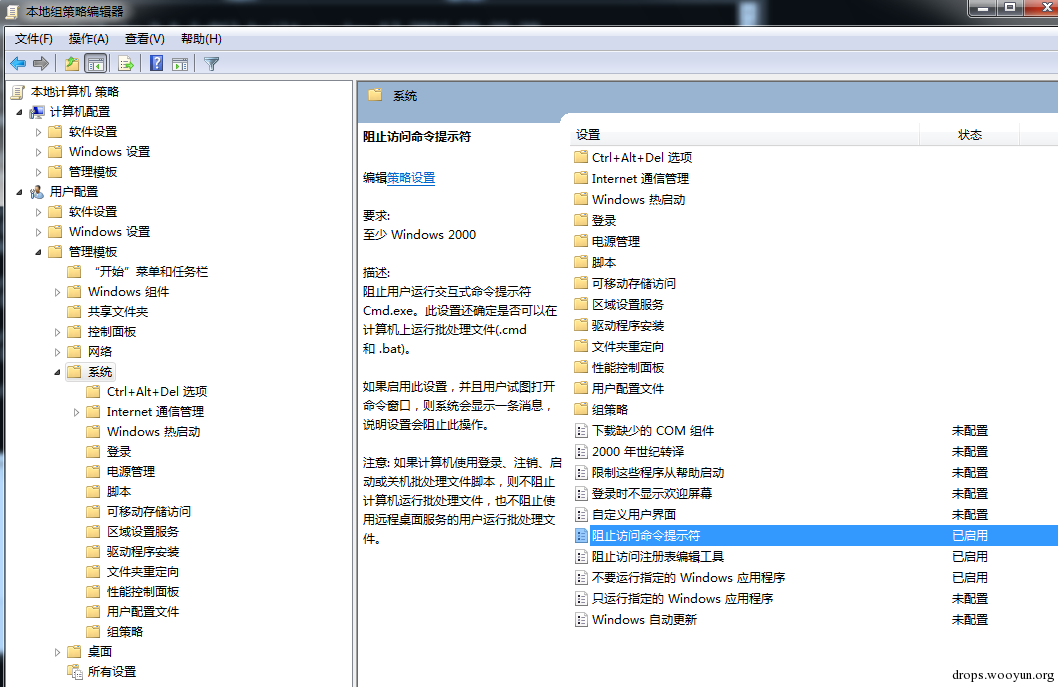 本地组策略编辑器
文件(F) 操作(A) 查看(V) 帮助(H)
本地计算机 策略
计算机配置
软件设置
Windows 设置
管理模板
用户配置
软件设置
Windows 设置
管理模板
“开始”菜单和任务栏
Windows 组件
共享文件夹
控制面板
网络
系统
Ctrl+Alt+Del 选项
Internet 通信管理
Windows 热启动
登录
电源管理
脚本
可移动存储访问
区域设置服务
驱动程序安装
文件夹重定向
性能控制面板
用户配置文件
组策略
桌面
所有设置
系统
阻止访问命令提示符
编辑策略设置
要求:
至少 Windows 2000
描述:
阻止用户运行交互式命令提示符
Cmd.exe。此设置还确定是否可以在
计算机上运行批处理文件(.cmd
和 .bat)。
如果启用此设置，并且用户试图打开
命令窗口，则系统会显示一条消息，
说明设置会阻止此操作。
注意: 如果计算机使用登录、注销、启
动或关机批处理文件脚本，则不阻止
计算机运行批处理文件，也不阻止使
用远程桌面服务的用户运行批处理文
件。
设置 状态
Ctrl+Alt+Del 选项
Internet 通信管理
Windows 热启动
登录
电源管理
脚本
可移动存储访问
区域设置服务
驱动程序安装
文件夹重定向
性能控制面板
用户配置文件
组策略
下载缺少的 COM 组件 未配置
2000 年世纪转译 未配置
限制这些程序从帮助启动 未配置
登录时不显示欢迎屏幕 未配置
自定义用户界面 未配置
阻止访问命令提示符 已启用
阻止访问注册表编辑工具 已启用
不要运行指定的 Windows 应用程序 已启用
只运行指定的 Windows 应用程序 未配置
Windows 自动更新 未配置
drops.wooyun.org